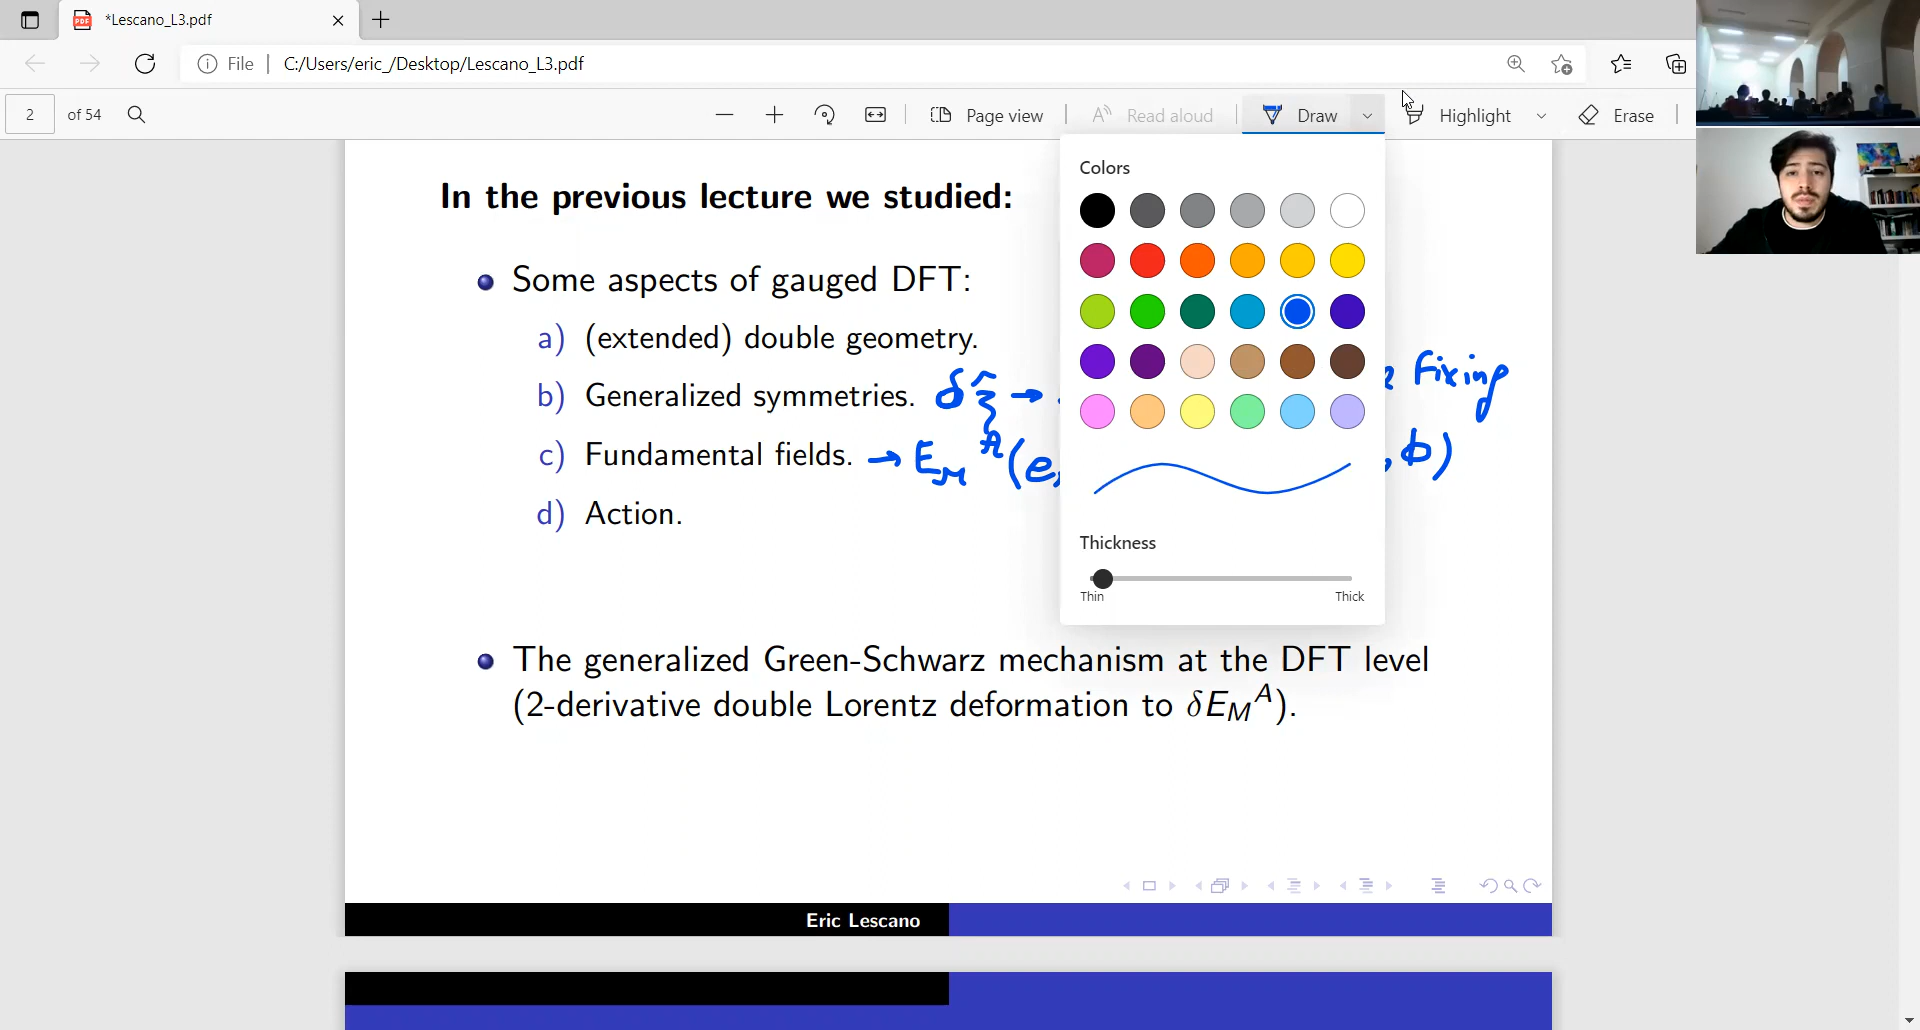 *Lescano_L3.pdf
File | C:/Users/eric_/Desktop/Lescano_L3.pdf
2 of 54 Page view Read aloud Draw Highlight Erase
In the previous lecture we studied:
Some aspects of gauged DFT:
a) (extended) double geometry.
b) Generalized symmetries. δξ̂ → fixing
c) Fundamental fields. → E_M^A (e, , φ)
d) Action.
The generalized Green-Schwarz mechanism at the DFT level
(2-derivative double Lorentz deformation to δE_M^A).
Eric Lescano
Colors
Thickness
Thin Thick